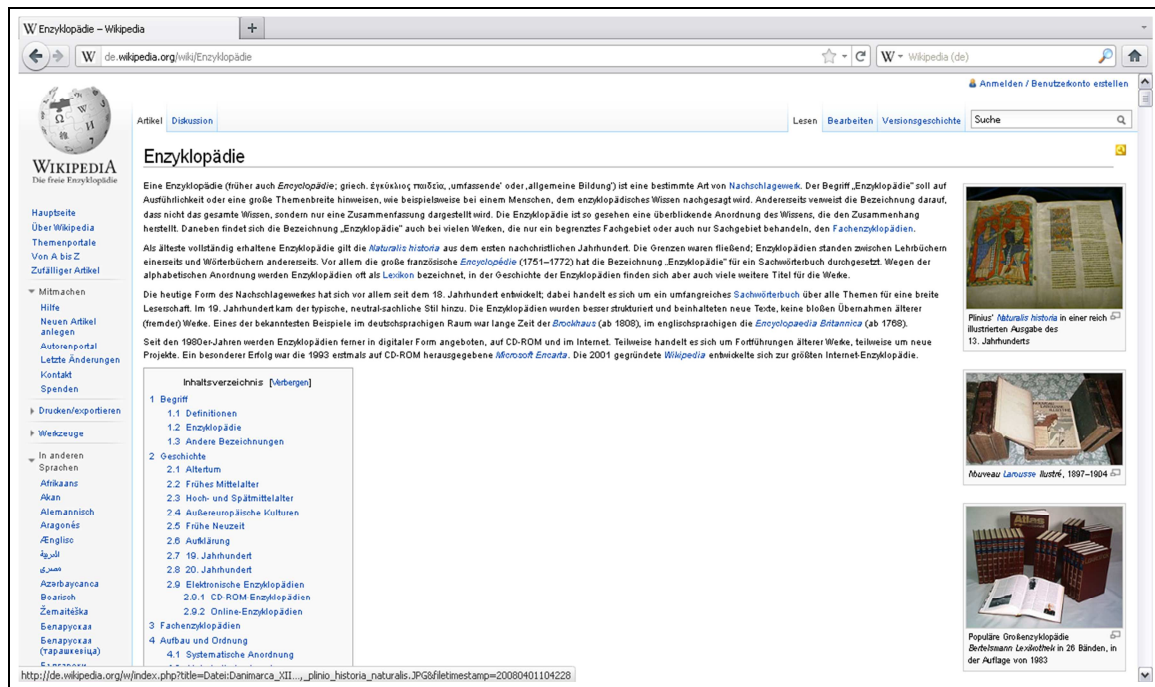 Enzyklopädie – Wikipedia
de.wikipedia.org/wiki/Enzyklopädie
Wikipedia (de)
Anmelden / Benutzerkonto erstellen
WIKIPEDIA
Die freie Enzyklopädie
Hauptseite
Über Wikipedia
Themenportale
Von A bis Z
Zufälliger Artikel
Mitmachen
Hilfe
Neuen Artikel
anlegen
Autorenportal
Letzte Änderungen
Kontakt
Spenden
Drucken/exportieren
Werkzeuge
In anderen
Sprachen
Afrikaans
Akan
Alemannisch
Aragonés
Ænglisc
العربية
مصرى
Azərbaycanca
Boarisch
Žemaitėška
Беларуская
Беларуская
(тарашкевіца)
Artikel Diskussion
Lesen Bearbeiten Versionsgeschichte Suche
Enzyklopädie
Eine Enzyklopädie (früher auch Encyclopädie; griech. ἐγκύκλιος παιδεία, ‚umfassende' oder ‚allgemeine Bildung') ist eine bestimmte Art von Nachschlagewerk. Der Begriff „Enzyklopädie" soll auf
Ausführlichkeit oder eine große Themenbreite hinweisen, wie beispielsweise bei einem Menschen, dem enzyklopädisches Wissen nachgesagt wird. Andererseits verweist die Bezeichnung darauf,
dass nicht das gesamte Wissen, sondern nur eine Zusammenfassung dargestellt wird. Die Enzyklopädie ist so gesehen eine überblickende Anordnung des Wissens, die den Zusammenhang
herstellt. Daneben findet sich die Bezeichnung „Enzyklopädie" auch bei vielen Werken, die nur ein begrenztes Fachgebiet oder auch nur Sachgebiet behandeln, den Fachenzyklopädien.
Als älteste vollständig erhaltene Enzyklopädie gilt die Naturalis historia aus dem ersten nachchristlichen Jahrhundert. Die Grenzen waren fließend; Enzyklopädien standen zwischen Lehrbüchern
einerseits und Wörterbüchern andererseits. Vor allem die große französische Encyclopédie (1751–1772) hat die Bezeichnung „Enzyklopädie" für ein Sachwörterbuch durchgesetzt. Wegen der
alphabetischen Anordnung werden Enzyklopädien oft als Lexikon bezeichnet, in der Geschichte der Enzyklopädien finden sich aber auch viele weitere Titel für die Werke.
Die heutige Form des Nachschlagewerkes hat sich vor allem seit dem 18. Jahrhundert entwickelt; dabei handelt es sich um ein umfangreiches Sachwörterbuch über alle Themen für eine breite
Leserschaft. Im 19. Jahrhundert kam der typische, neutral-sachliche Stil hinzu. Die Enzyklopädien wurden besser strukturiert und beinhalteten neue Texte, keine bloßen Übernahmen älterer
(fremder) Werke. Eines der bekanntesten Beispiele im deutschsprachigen Raum war lange Zeit der Brockhaus (ab 1808), im englischsprachigen die Encyclopaedia Britannica (ab 1768).
Seit den 1980er-Jahren werden Enzyklopädien ferner in digitaler Form angeboten, auf CD-ROM und im Internet. Teilweise handelt es sich um Fortführungen älterer Werke, teilweise um neue
Projekte. Ein besonderer Erfolg war die 1993 erstmals auf CD-ROM herausgegebene Microsoft Encarta. Die 2001 gegründete Wikipedia entwickelte sich zur größten Internet-Enzyklopädie.
Inhaltsverzeichnis [Verbergen]
1 Begriff
1.1 Definitionen
1.2 Enzyklopädie
1.3 Andere Bezeichnungen
2 Geschichte
2.1 Altertum
2.2 Frühes Mittelalter
2.3 Hoch- und Spätmittelalter
2.4 Außereuropäische Kulturen
2.5 Frühe Neuzeit
2.6 Aufklärung
2.7 19. Jahrhundert
2.8 20. Jahrhundert
2.9 Elektronische Enzyklopädien
2.9.1 CD-ROM-Enzyklopädien
2.9.2 Online-Enzyklopädien
3 Fachenzyklopädien
4 Aufbau und Ordnung
4.1 Systematische Anordnung
Plinius' Naturalis historia in einer reich
illustrierten Ausgabe des
13. Jahrhunderts
Nouveau Larousse Ilustré, 1897–1904
Populäre Großenzyklopädie
Bertelsmann Lexikothek in 26 Bänden, in
der Auflage von 1983
http://de.wikipedia.org/w/index.php?title=Datei:Danimarca_XII..._plinio_historia_naturalis.JPG&filetimestamp=20080401104228